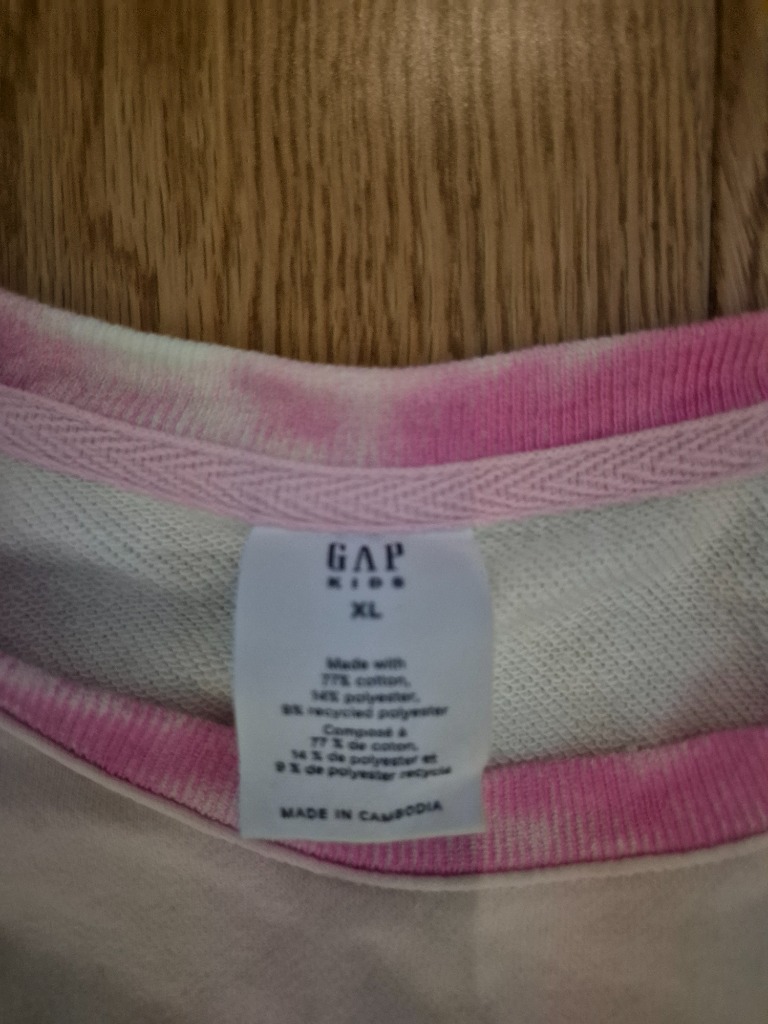 GAP
KIDS
XL
Made with
77% cotton,
14% polyester,
9% recycled polyester
Composé à
77 % de coton,
14 % de polyester et
9 % de polyester recyclé
MADE IN CAMBODIA